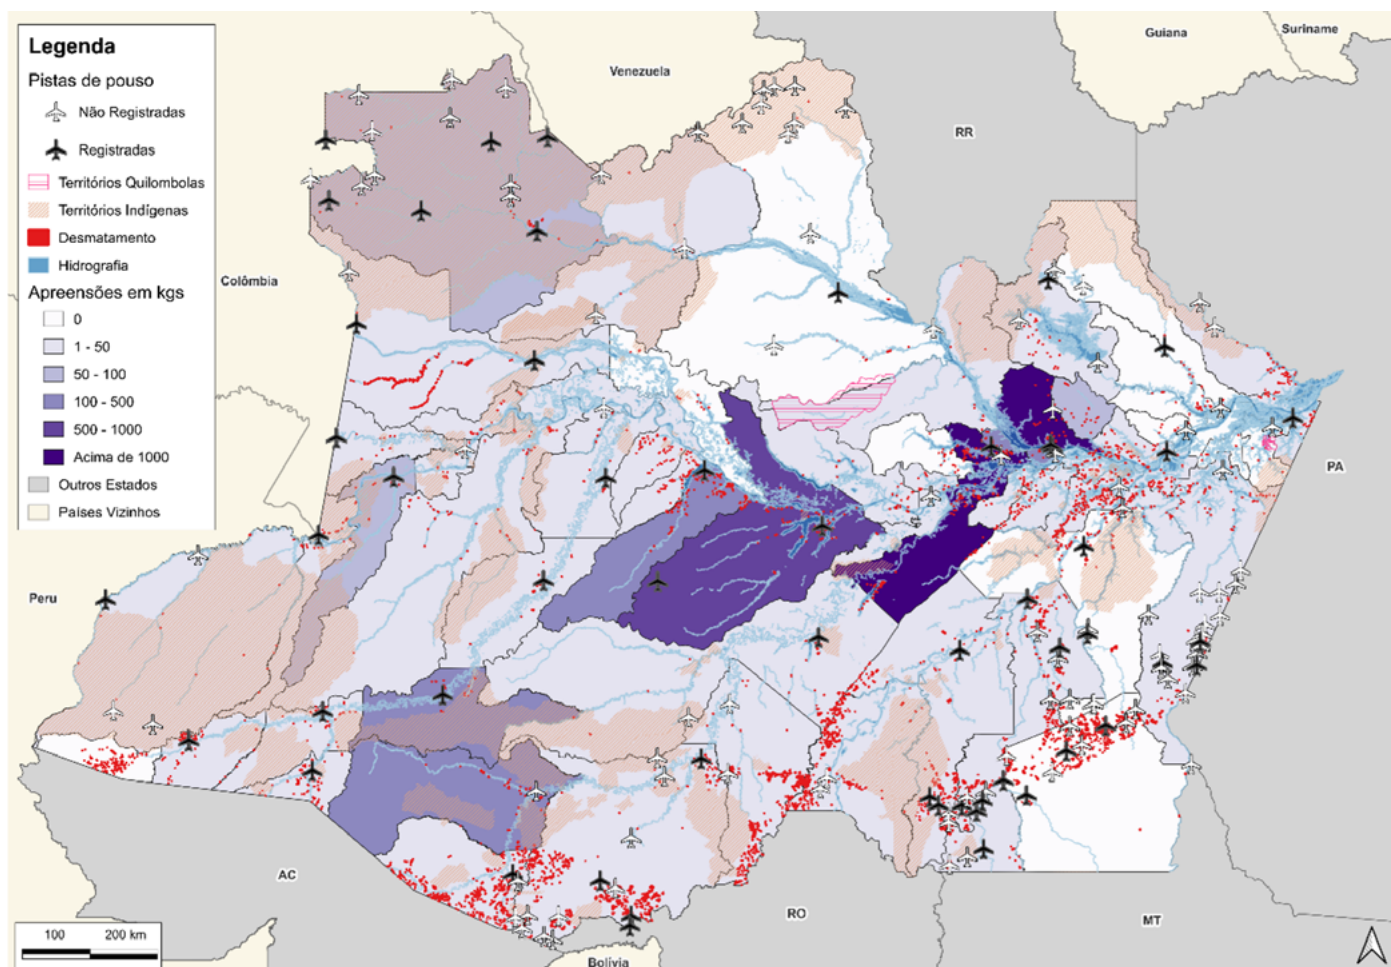 Legenda
Pistas de pouso
Não Registradas
Registradas
Territórios Quilombolas
Territórios Indígenas
Desmatamento
Hidrografia
Apreensões em kgs
0
1 - 50
50 - 100
100 - 500
500 - 1000
Acima de 1000
Outros Estados
Países Vizinhos
Guiana
Suriname
Venezuela
RR
Colômbia
PA
Peru
AC
RO
MT
Bolívia
100 200 km